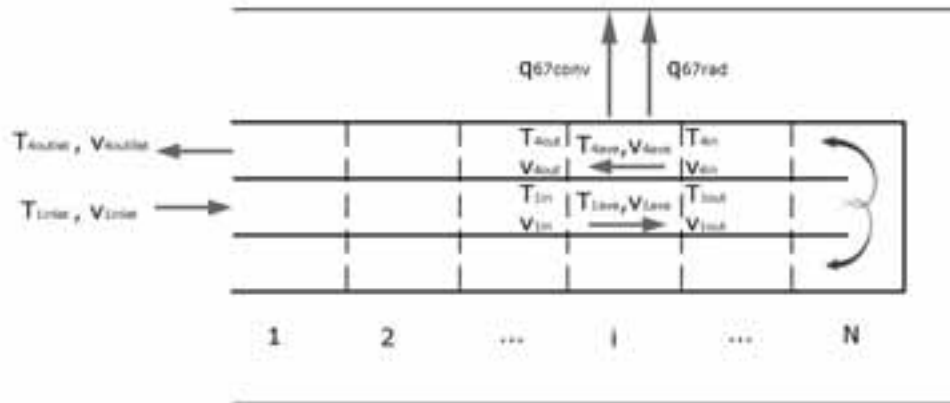 q67conv q67rad
T4outlet , V4outlet
T1inlet , V1inlet
T4out T4ave,V4ave T4in
V4out V4in
T1in T1ave,V1ave T1out
V1in V1out
1 2 ... i ... N